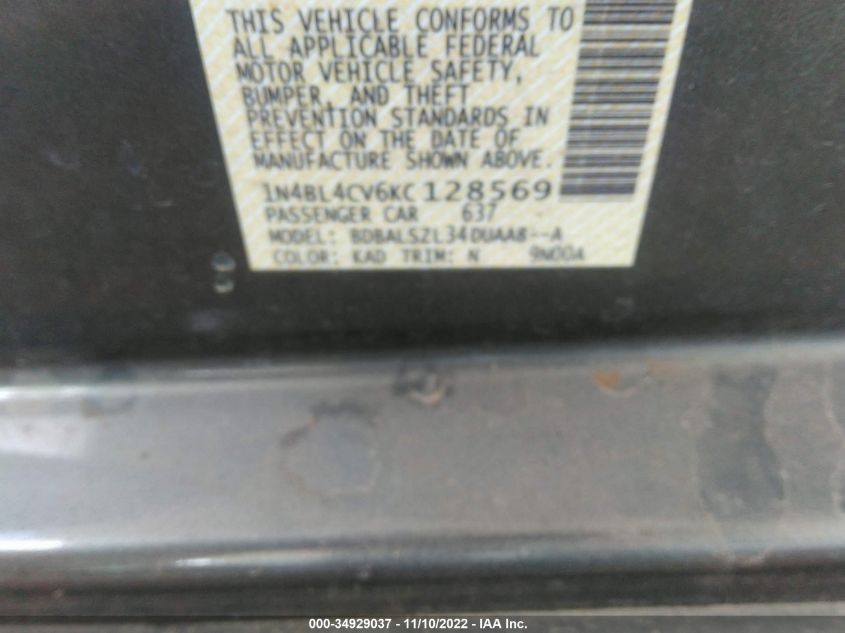 THIS VEHICLE CONFORMS TO
ALL APPLICABLE FEDERAL
MOTOR VEHICLE SAFETY,
BUMPER, AND THEFT
PREVENTION STANDARDS IN
EFFECT ON THE DATE OF
MANUFACTURE SHOWN ABOVE.
1N4BL4CV6KC128569
PASSENGER CAR 637
MODEL: BDBALSZL34DUAA8--A
COLOR: KAD TRIM: N 9N00A
000-34929037 - 11/10/2022 - IAA Inc.